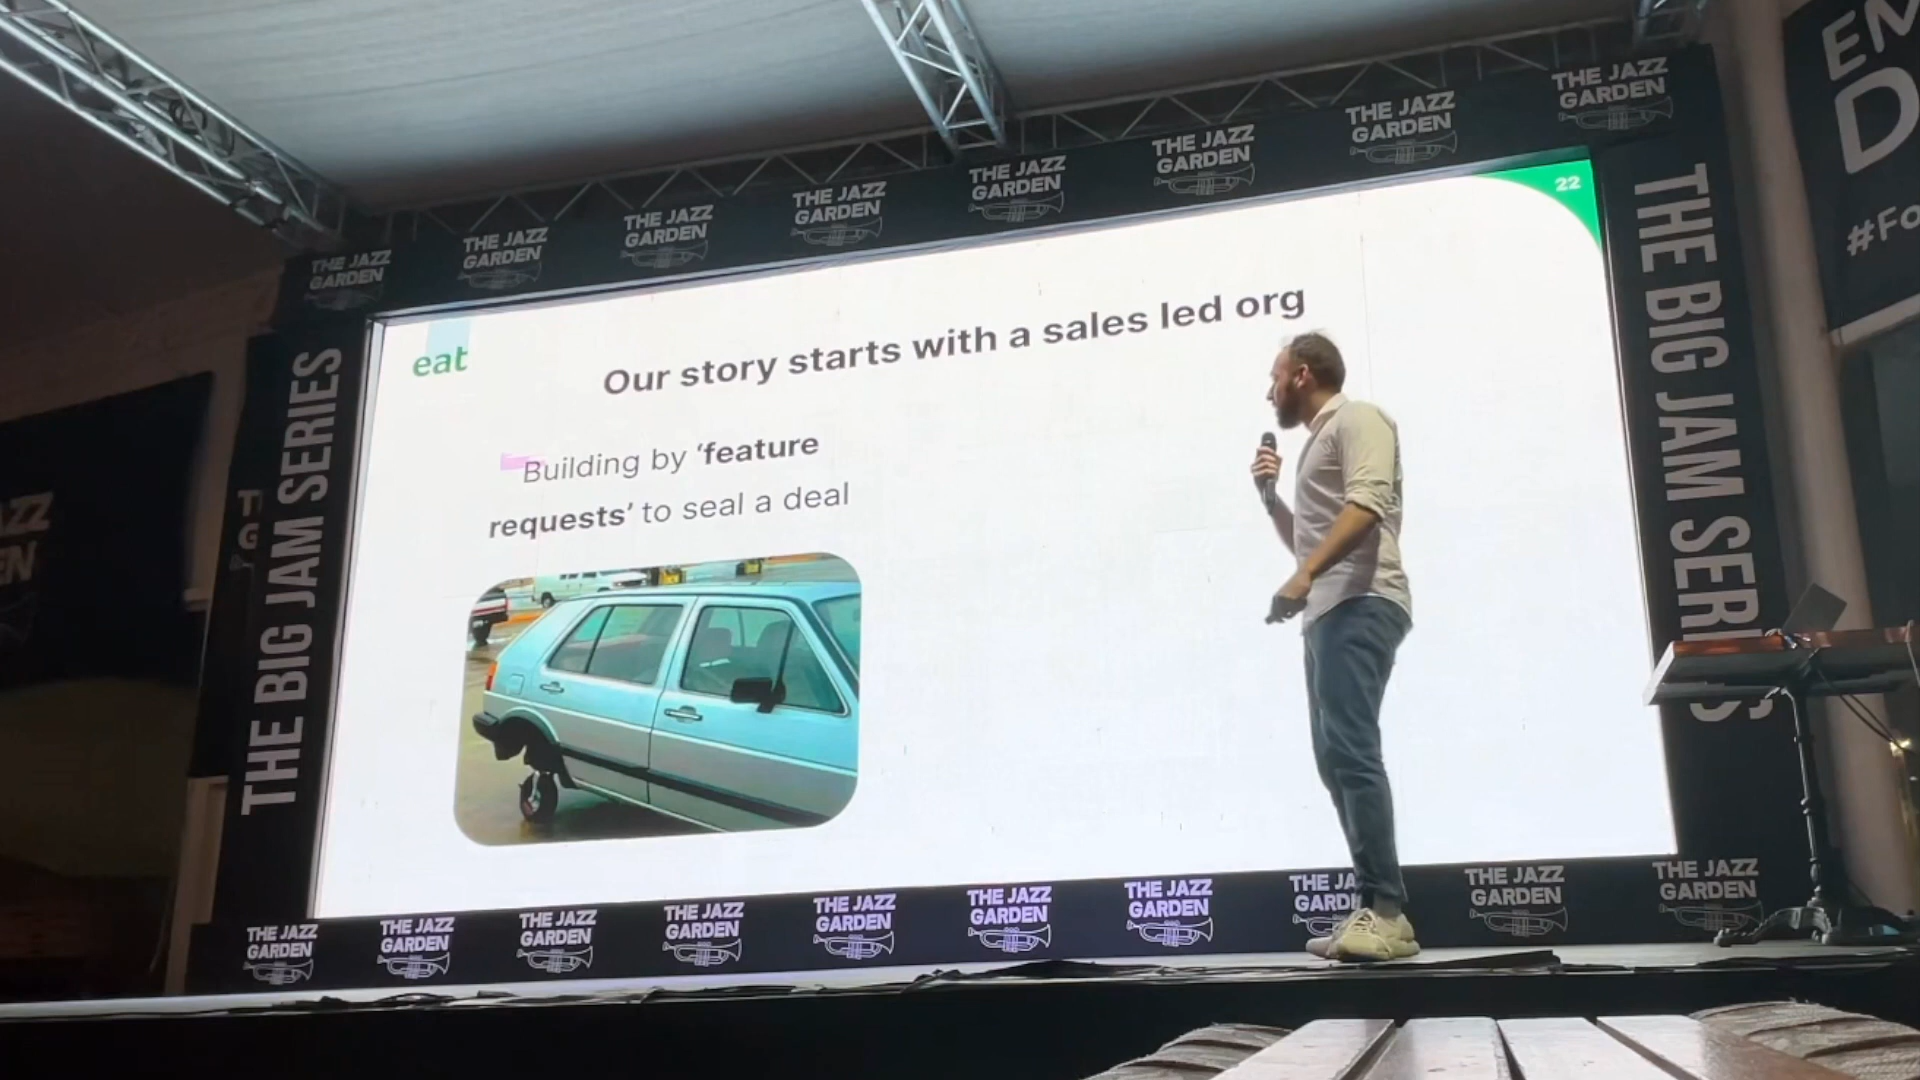 THE JAZZ
GARDEN
THE JAZZ
GARDEN
THE JAZZ
GARDEN
THE JAZZ
GARDEN
THE JAZZ
GARDEN
THE JAZZ
GARDEN
THE JAZZ
GARDEN
THE JAZZ
GARDEN
THE BIG JAM SERIES
22
eat
Our story starts with a sales led org
Building by ‘feature
requests’ to seal a deal
THE BIG JAM SERIES
THE JAZZ
GARDEN
THE JAZZ
GARDEN
THE JAZZ
GARDEN
THE JAZZ
GARDEN
THE JAZZ
GARDEN
THE JAZZ
GARDEN
THE JAZZ
GARDEN
THE JA
GARD
THE JAZZ
GARDEN
THE JAZZ
GARDEN